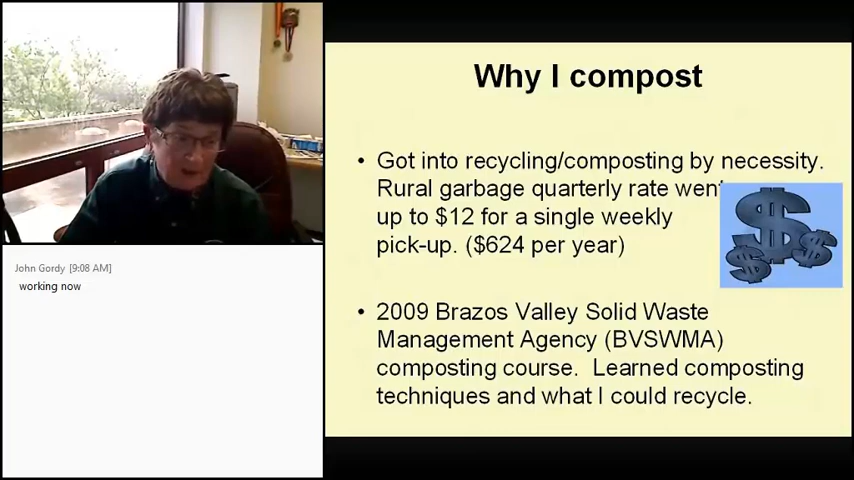 Why I compost
• Got into recycling/composting by necessity.
Rural garbage quarterly rate went
up to $12 for a single weekly
pick-up. ($624 per year)
• 2009 Brazos Valley Solid Waste
Management Agency (BVSWMA)
composting course. Learned composting
techniques and what I could recycle.
John Gordy [9:08 AM]
working now